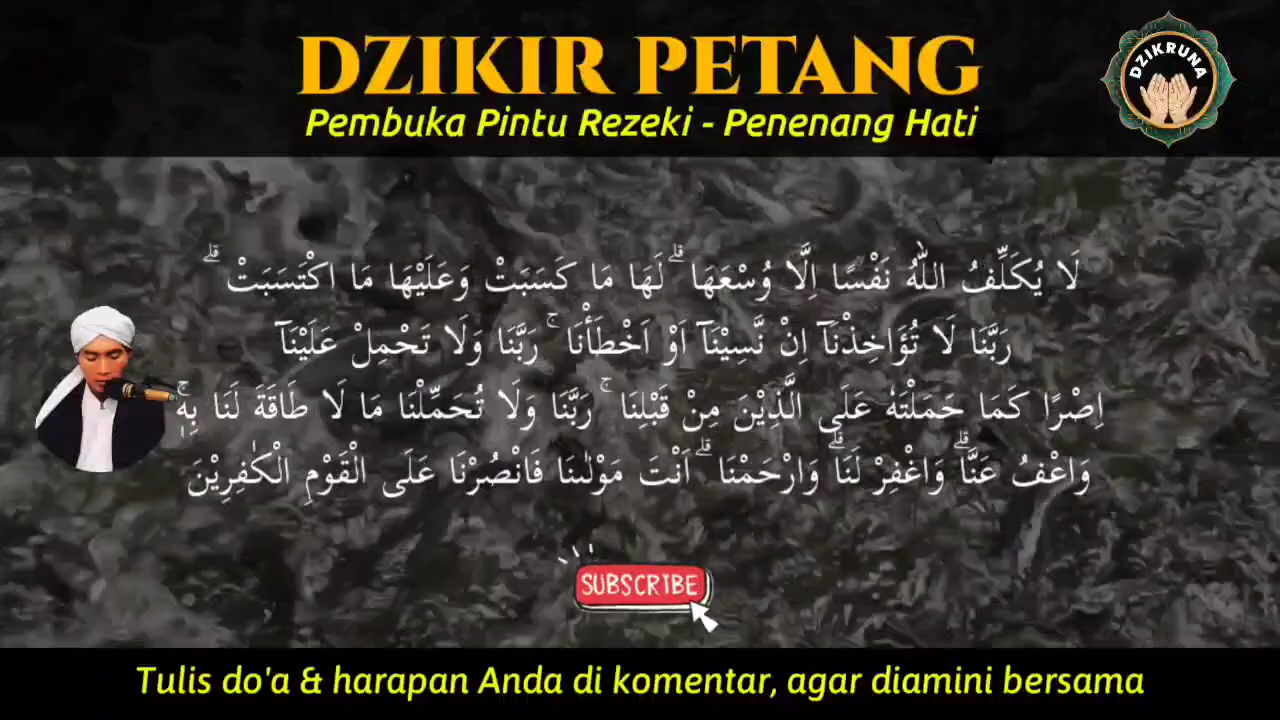 DZIKIR PETANG
Pembuka Pintu Rezeki - Penenang Hati
DZIKRUNA
لَا يُكَلِّفُ اللّٰهُ نَفْسًا اِلَّا وُسْعَهَا ۗ لَهَا مَا كَسَبَتْ وَعَلَيْهَا مَا اكْتَسَبَتْ ۗ
رَبَّنَا لَا تُؤَاخِذْنَآ اِنْ نَّسِيْنَآ اَوْ اَخْطَأْنَا ۚ رَبَّنَا وَلَا تَحْمِلْ عَلَيْنَآ
اِصْرًا كَمَا حَمَلْتَهٗ عَلَى الَّذِيْنَ مِنْ قَبْلِنَا ۚ رَبَّنَا وَلَا تُحَمِّلْنَا مَا لَا طَاقَةَ لَنَا بِهٖۚ
وَاعْفُ عَنَّاۗ وَاغْفِرْ لَنَاۗ وَارْحَمْنَا ۗ اَنْتَ مَوْلٰىنَا فَانْصُرْنَا عَلَى الْقَوْمِ الْكٰفِرِيْنَ
SUBSCRIBE
Tulis do'a & harapan Anda di komentar, agar diamini bersama